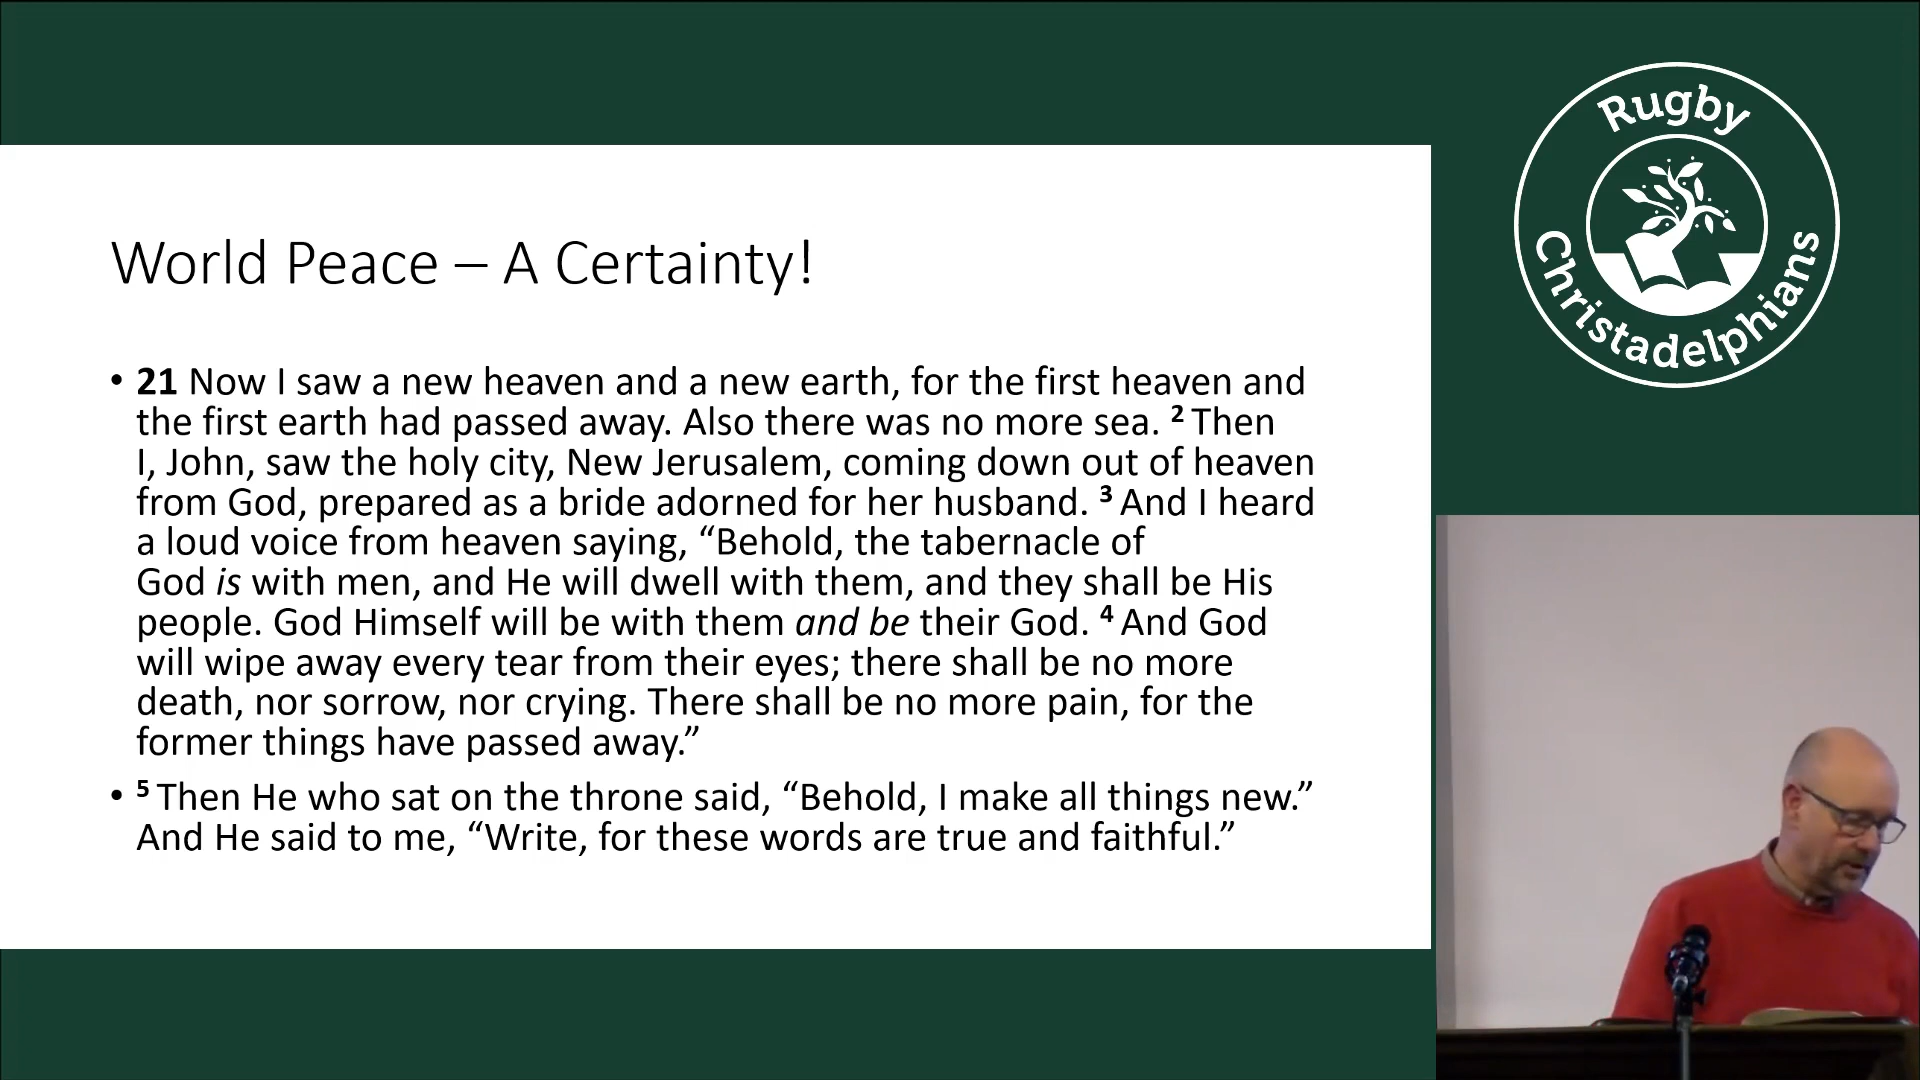 World Peace – A Certainty!
• 21 Now I saw a new heaven and a new earth, for the first heaven and
the first earth had passed away. Also there was no more sea. 2 Then
I, John, saw the holy city, New Jerusalem, coming down out of heaven
from God, prepared as a bride adorned for her husband. 3 And I heard
a loud voice from heaven saying, “Behold, the tabernacle of
God is with men, and He will dwell with them, and they shall be His
people. God Himself will be with them and be their God. 4 And God
will wipe away every tear from their eyes; there shall be no more
death, nor sorrow, nor crying. There shall be no more pain, for the
former things have passed away.”
• 5 Then He who sat on the throne said, “Behold, I make all things new.”
And He said to me, “Write, for these words are true and faithful.”
Rugby
Christadelphians